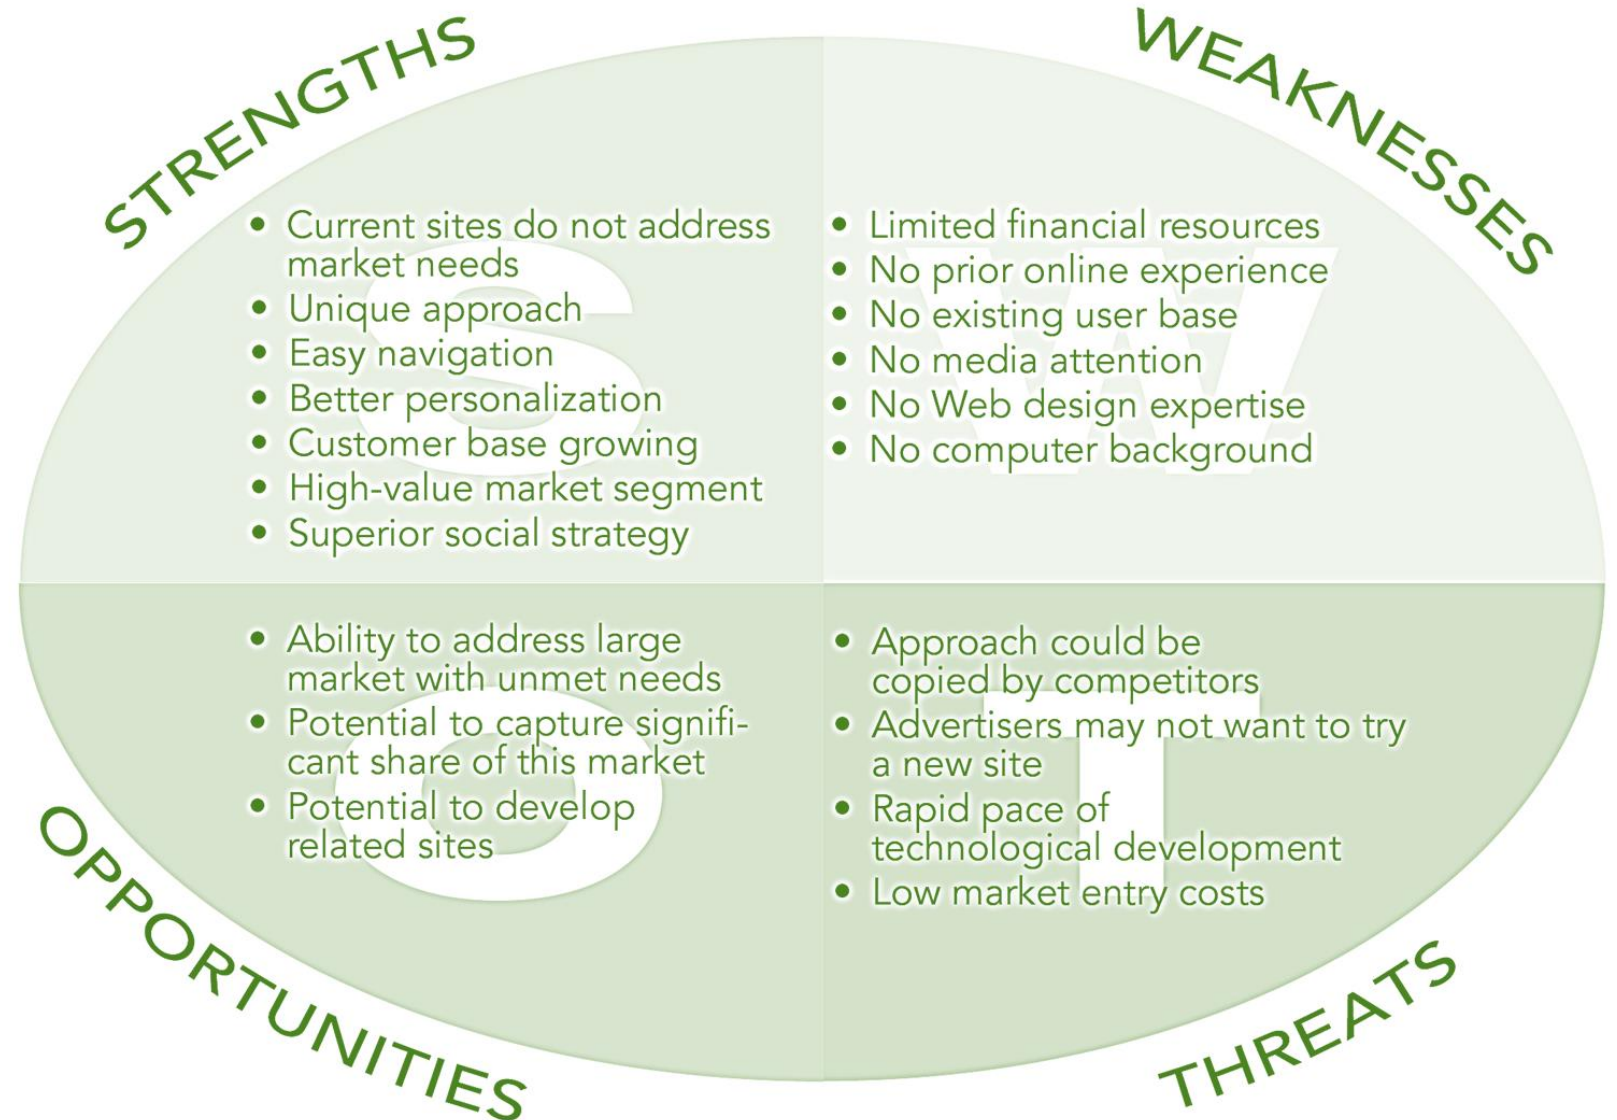 STRENGTHS
• Current sites do not address
market needs
• Unique approach
• Easy navigation
• Better personalization
• Customer base growing
• High-value market segment
• Superior social strategy
S
WEAKNESSES
• Limited financial resources
• No prior online experience
• No existing user base
• No media attention
• No Web design expertise
• No computer background
W
OPPORTUNITIES
• Ability to address large
market with unmet needs
• Potential to capture signifi-
cant share of this market
• Potential to develop
related sites
O
THREATS
• Approach could be
copied by competitors
• Advertisers may not want to try
a new site
• Rapid pace of
technological development
• Low market entry costs
T